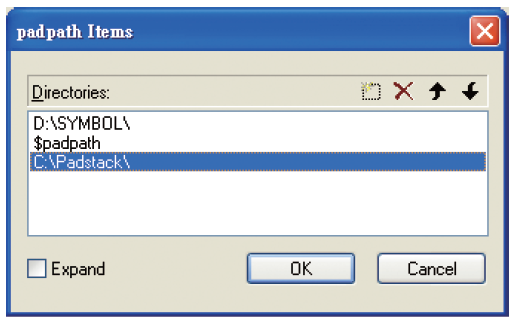 padpath Items
Directories:
D:\SYMBOL\
$padpath
C:\Padstack\
Expand
OK
Cancel